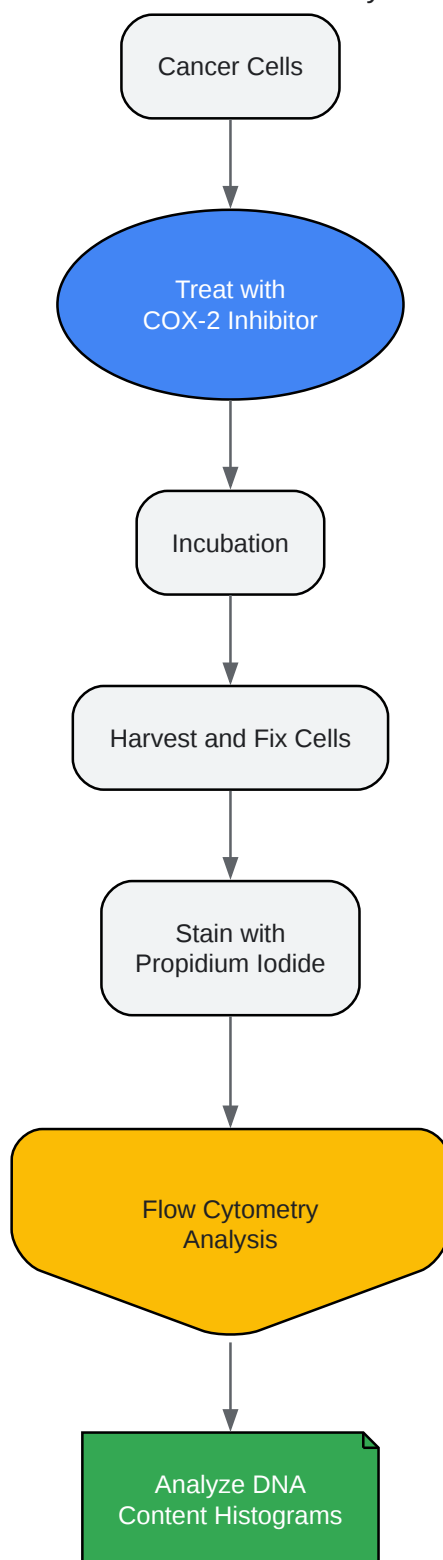 Cancer Cells
Treat with
COX-2 Inhibitor
Incubation
Harvest and Fix Cells
Stain with
Propidium Iodide
Flow Cytometry
Analysis
Analyze DNA
Content Histograms